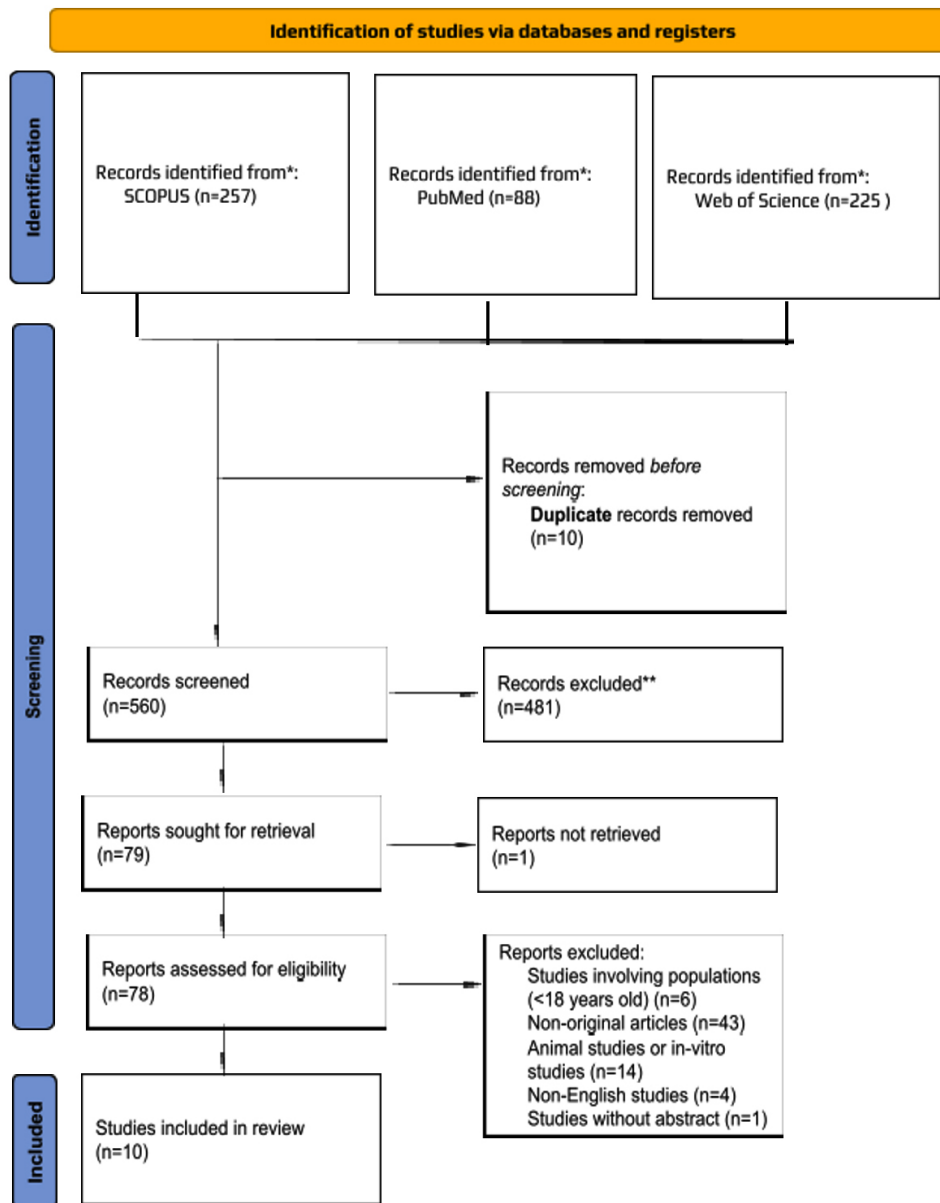 Identification of studies via databases and registers
Identification
Records identified from*:
SCOPUS (n=257)
Records identified from*:
PubMed (n=88)
Records identified from*:
Web of Science (n=225 )
Screening
Records removed before
screening:
Duplicate records removed
(n=10)
Records screened
(n=560)
Records excluded**
(n=481)
Reports sought for retrieval
(n=79)
Reports not retrieved
(n=1)
Reports assessed for eligibility
(n=78)
Reports excluded:
Studies involving populations
(<18 years old) (n=6)
Non-original articles (n=43)
Animal studies or in-vitro
studies (n=14)
Non-English studies (n=4)
Studies without abstract (n=1)
Included
Studies included in review
(n=10)